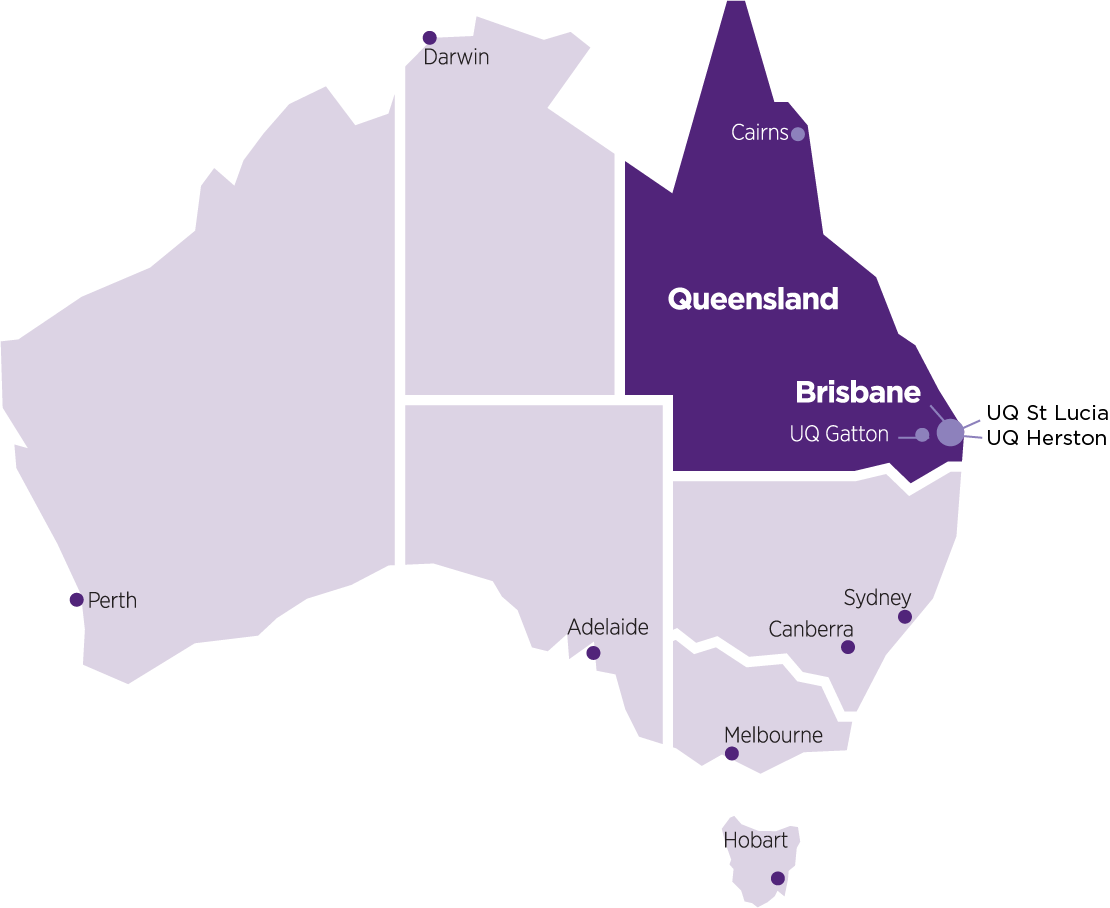 Darwin
Cairns
Queensland
Brisbane
UQ St Lucia
UQ Gatton
UQ Herston
Perth
Sydney
Adelaide
Canberra
Melbourne
Hobart